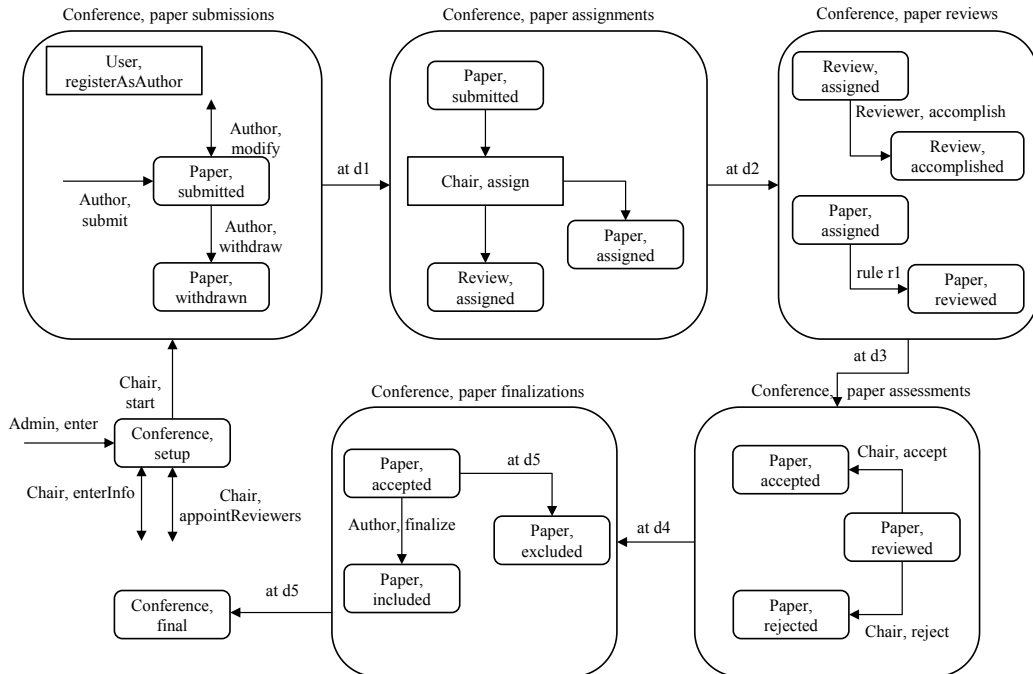 Conference, paper submissions
User,
registerAsAuthor
Author,
modify
Paper,
submitted
Author,
submit
Author,
withdraw
Paper,
withdrawn
at d1
Conference, paper assignments
Paper,
submitted
Chair, assign
Paper,
assigned
Review,
assigned
at d2
Conference, paper reviews
Review,
assigned
Reviewer, accomplish
Review,
accomplished
Paper,
assigned
rule r1
Paper,
reviewed
at d3
Chair,
start
Admin, enter
Conference,
setup
Chair, enterInfo
Chair,
appointReviewers
Conference, paper finalizations
Paper,
accepted
at d5
Author, finalize
Paper,
excluded
Paper,
included
at d5
Conference,
final
at d4
Conference, paper assessments
Paper,
accepted
Chair, accept
Paper,
reviewed
Paper,
rejected
Chair, reject